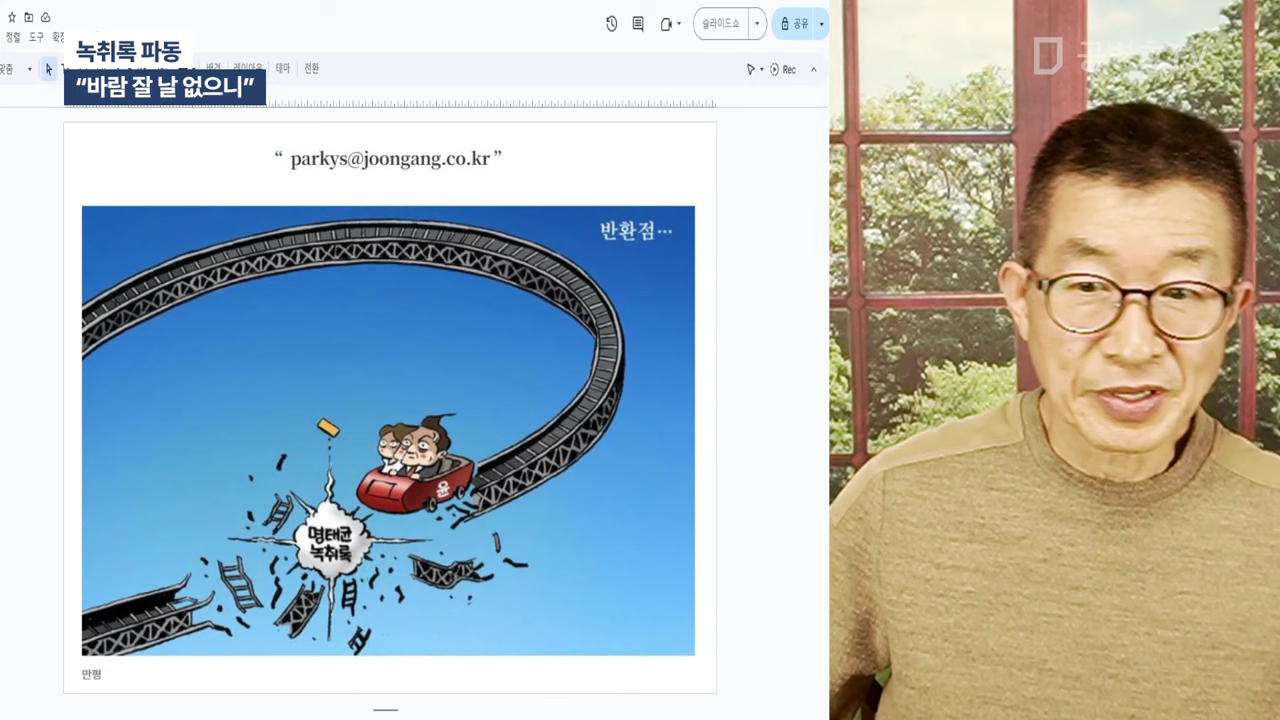 정렬 도구
녹취록 파동
“바람 잘 날 없으니”
슬라이드쇼
공유
테마
전환
Rec
“ parkys@joongang.co.kr ”
반환점…
윤
명태균
녹취록
만평